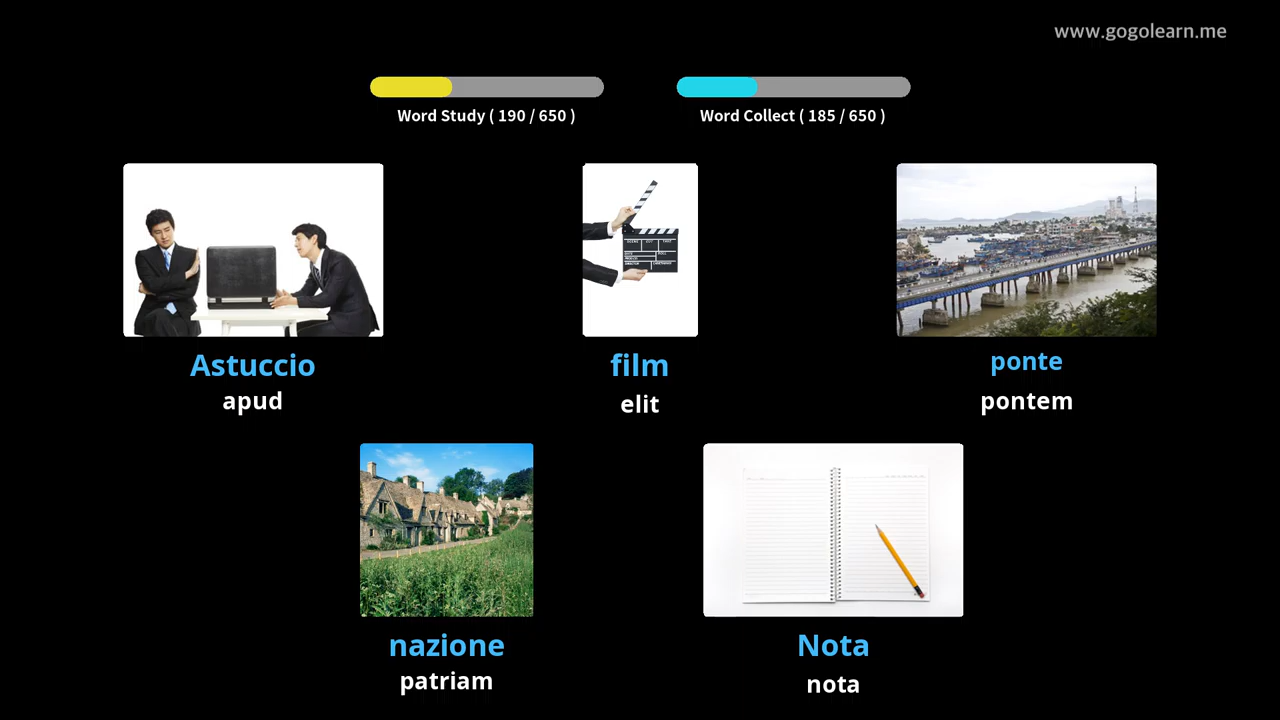 www.gogolearn.me
Word Study ( 190 / 650 )
Word Collect ( 185 / 650 )
Astuccio
apud
film
elit
ponte
pontem
nazione
patriam
Nota
nota